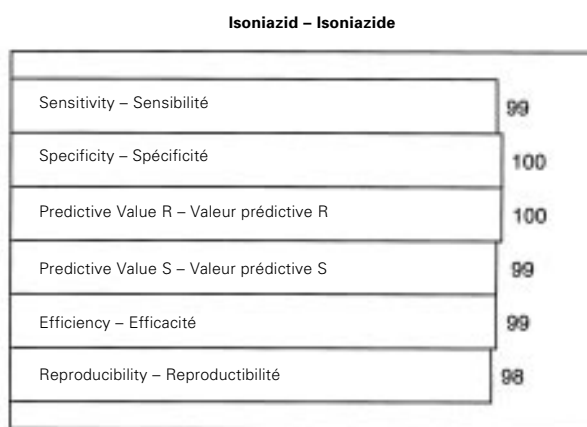 Isoniazid – Isoniazide
Sensitivity – Sensibilité 99
Specificity – Spécificité 100
Predictive Value R – Valeur prédictive R 100
Predictive Value S – Valeur prédictive S 99
Efficiency – Efficacité 99
Reproducibility – Reproductibilité 98